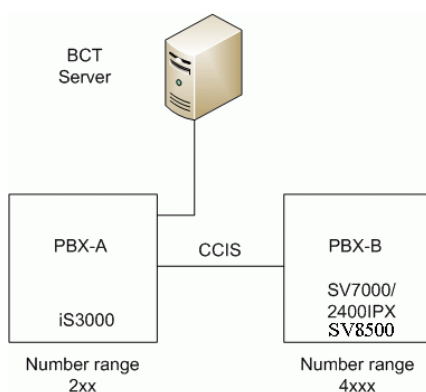 BCT
Server
PBX-A
iS3000
CCIS
PBX-B
SV7000/
2400IPX
SV8500
Number range
2xx
Number range
4xxx